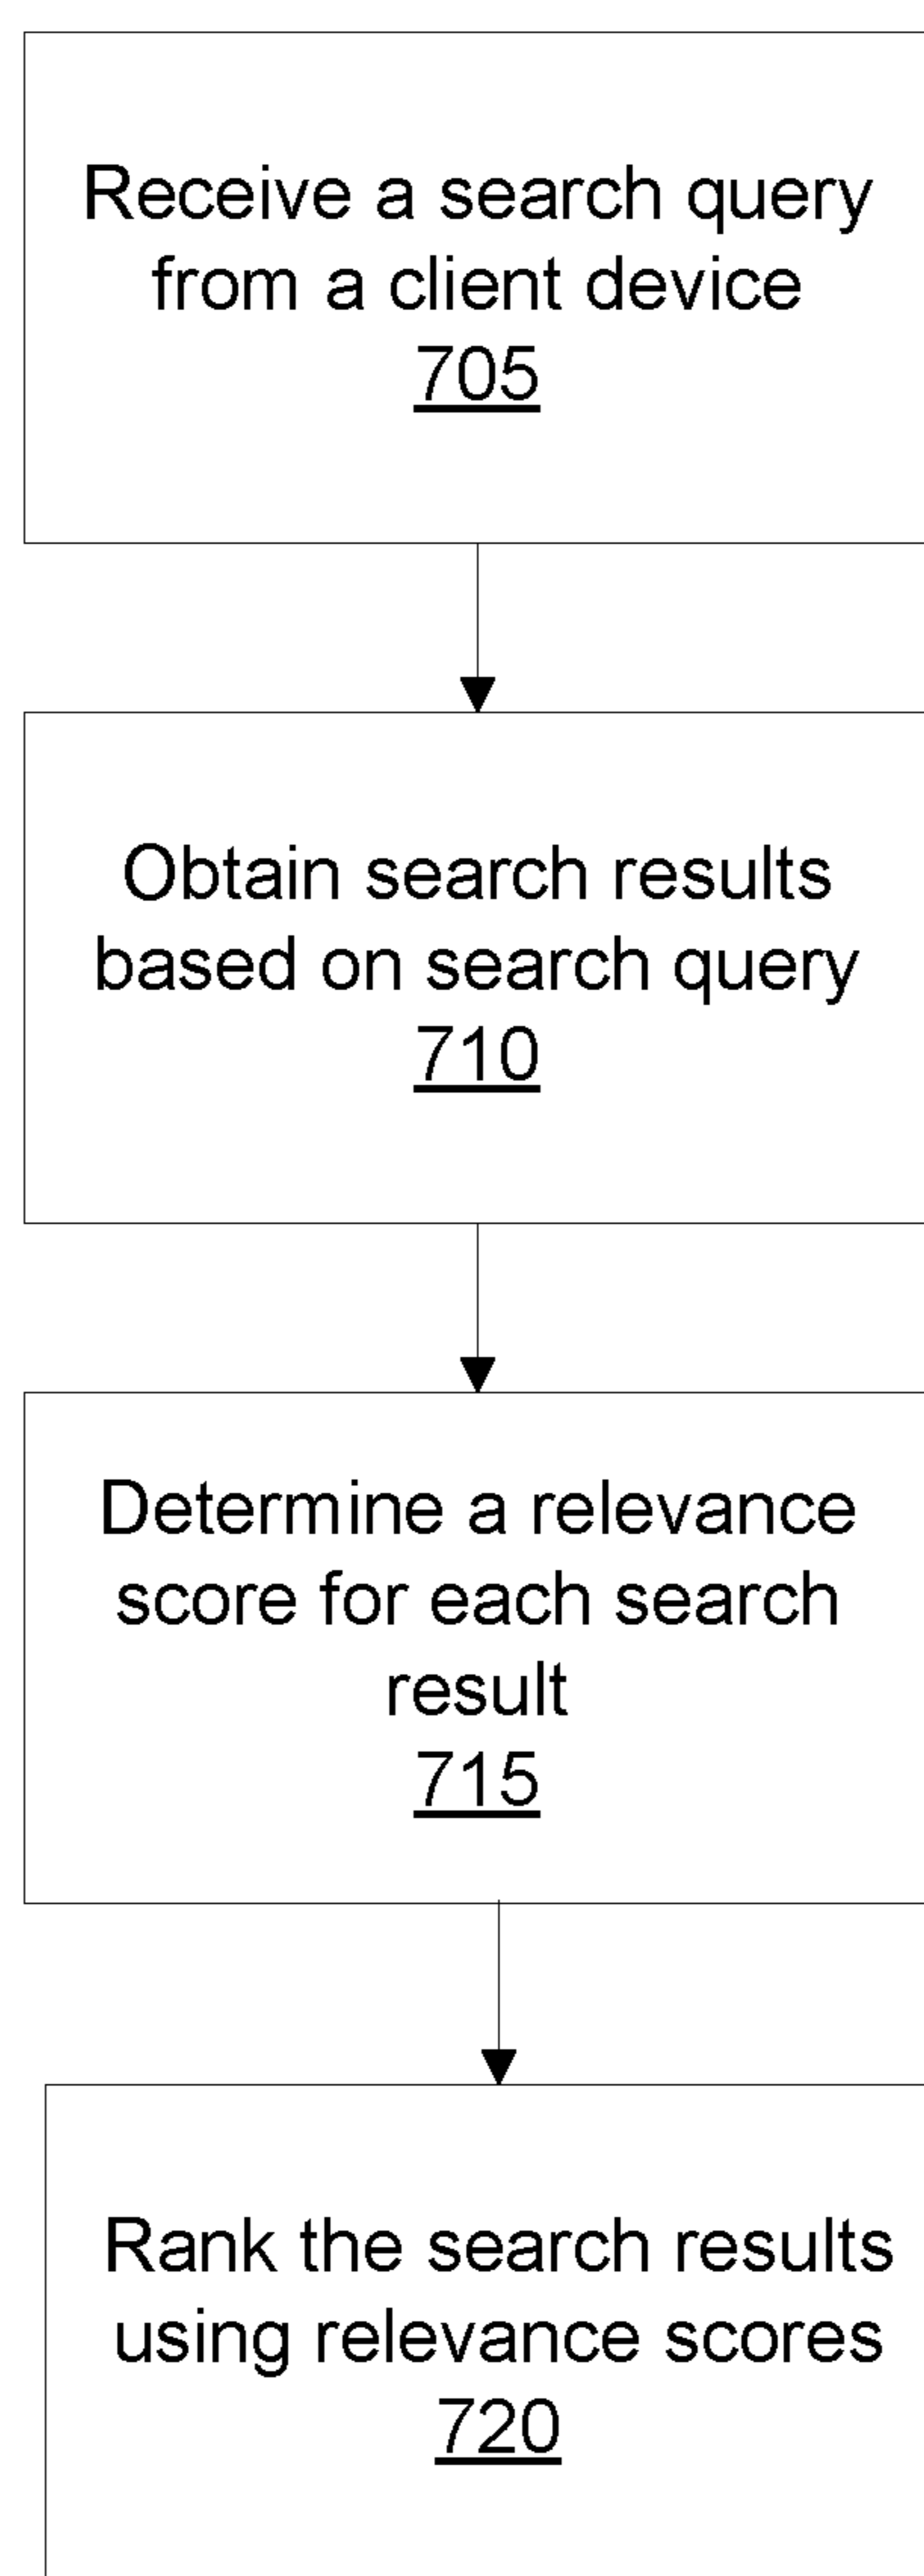 Receive a search query
from a client device
705
Obtain search results
based on search query
710
Determine a relevance
score for each search
result
715
Rank the search results
using relevance scores
720